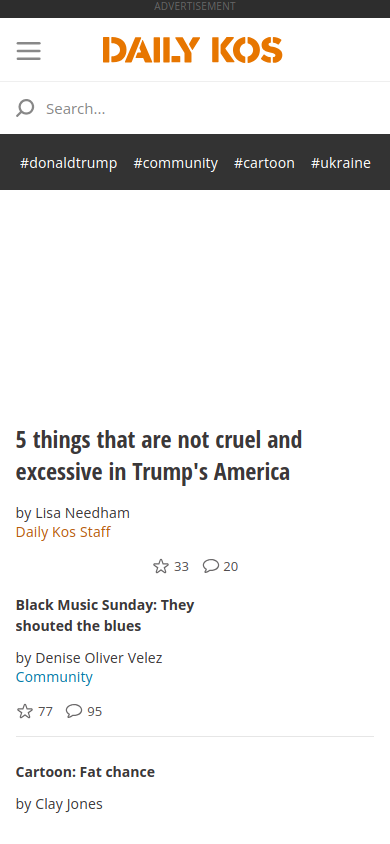 ADVERTISEMENT
DAILY KOS
Search...
#donaldtrump #community #cartoon #ukraine
5 things that are not cruel and
excessive in Trump's America
by Lisa Needham
Daily Kos Staff
33 20
Black Music Sunday: They
shouted the blues
by Denise Oliver Velez
Community
77 95
Cartoon: Fat chance
by Clay Jones